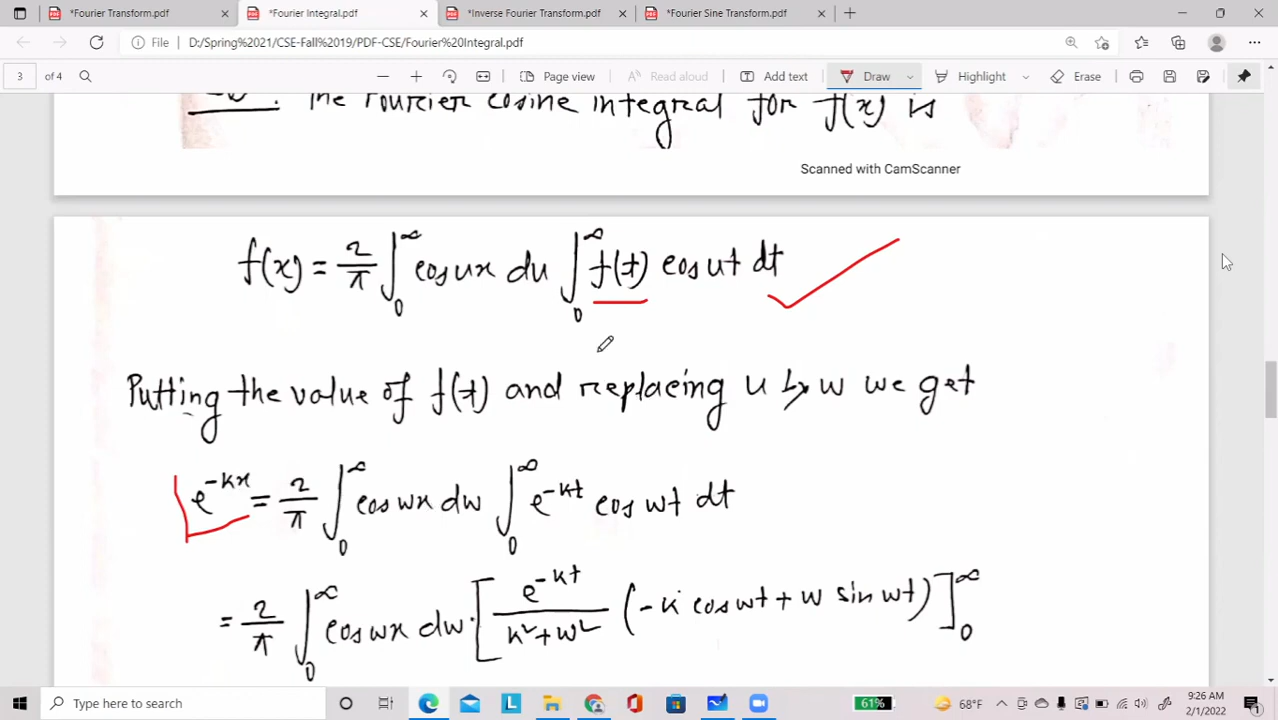 *Fourier Transform.pdf
*Fourier Integral.pdf
*Inverse Fourier Transform.pdf
*Fourier Sine Transform.pdf
File D:/Spring%2021/CSE-Fall%2019/PDF-CSE/Fourier%20Integral.pdf
3 of 4 Page view Read aloud Add text Draw Highlight Erase
The Fourier cosine integral for f(x) is
Scanned with CamScanner
f(x) = 2/π ∫₀^∞ cos ux du ∫₀^∞ f(t) cos ut dt
Putting the value of f(t) and replacing u by w we get
e^{-kx} = 2/π ∫₀^∞ cos wx dw ∫₀^∞ e^{-kt} cos wt dt
= 2/π ∫₀^∞ cos wx dw · [ e^{-kt}/(k²+w²) (-k cos wt + w sin wt) ]₀^∞
Type here to search
L
61%
68°F
9:26 AM
2/1/2022
1